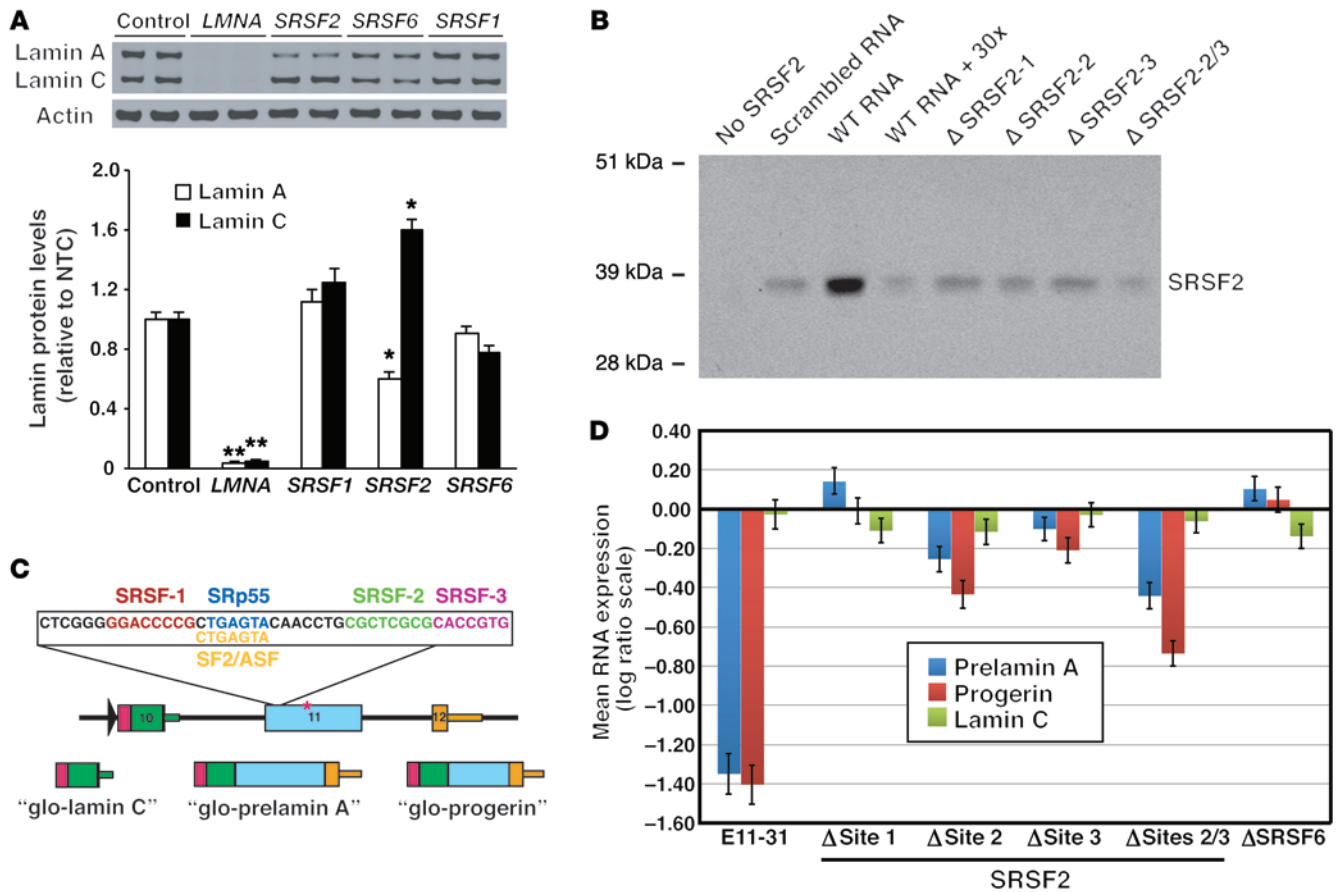 A
Control LMNA SRSF2 SRSF6 SRSF1
Lamin A
Lamin C
Actin
Lamin protein levels
(relative to NTC)
2.0
1.6
1.2
0.8
0.4
0
Lamin A
Lamin C
** ** * *
Control LMNA SRSF1 SRSF2 SRSF6
B
No SRSF2
Scrambled RNA
WT RNA
WT RNA + 30x
Δ SRSF2-1
Δ SRSF2-2
Δ SRSF2-3
Δ SRSF2-2/3
51 kDa
39 kDa
28 kDa
SRSF2
C
SRSF-1 SRp55 SRSF-2 SRSF-3
CTCGGGGGACCCCGCTGAGTACAACCTGCGCTCGCGCACCGTG
CTGAGTA
SF2/ASF
*
10 11 12
"glo-lamin C" "glo-prelamin A" "glo-progerin"
D
Mean RNA expression
(log ratio scale)
0.40
0.20
0.00
−0.20
−0.40
−0.60
−0.80
−1.00
−1.20
−1.40
−1.60
Prelamin A
Progerin
Lamin C
E11-31 ΔSite 1 ΔSite 2 ΔSite 3 ΔSites 2/3 ΔSRSF6
SRSF2